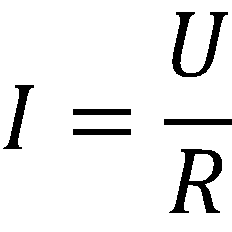 I = U/R